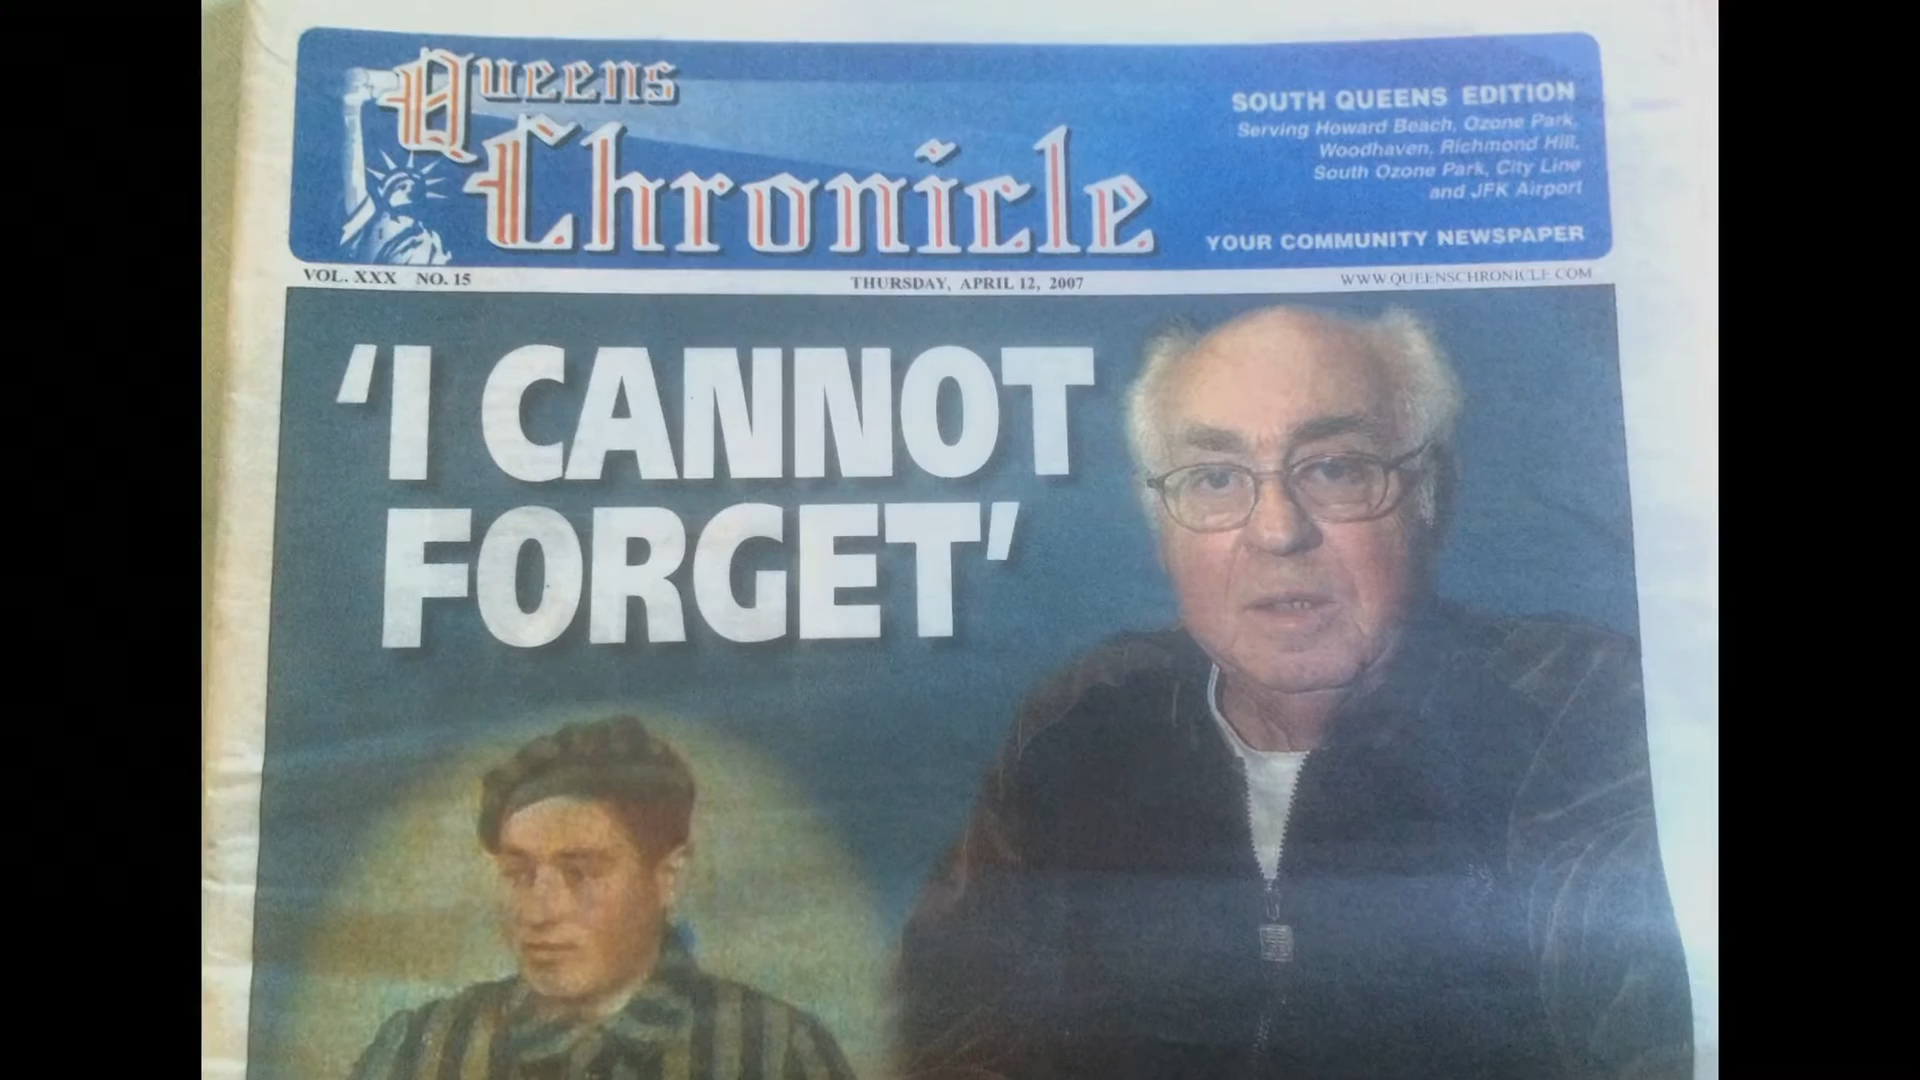 Queens
Chronicle
SOUTH QUEENS EDITION
Serving Howard Beach, Ozone Park,
Woodhaven, Richmond Hill,
South Ozone Park, City Line
and JFK Airport
YOUR COMMUNITY NEWSPAPER
VOL. XXX NO. 15
THURSDAY, APRIL 12, 2007
WWW.QUEENSCHRONICLE.COM
‘I CANNOT
FORGET’